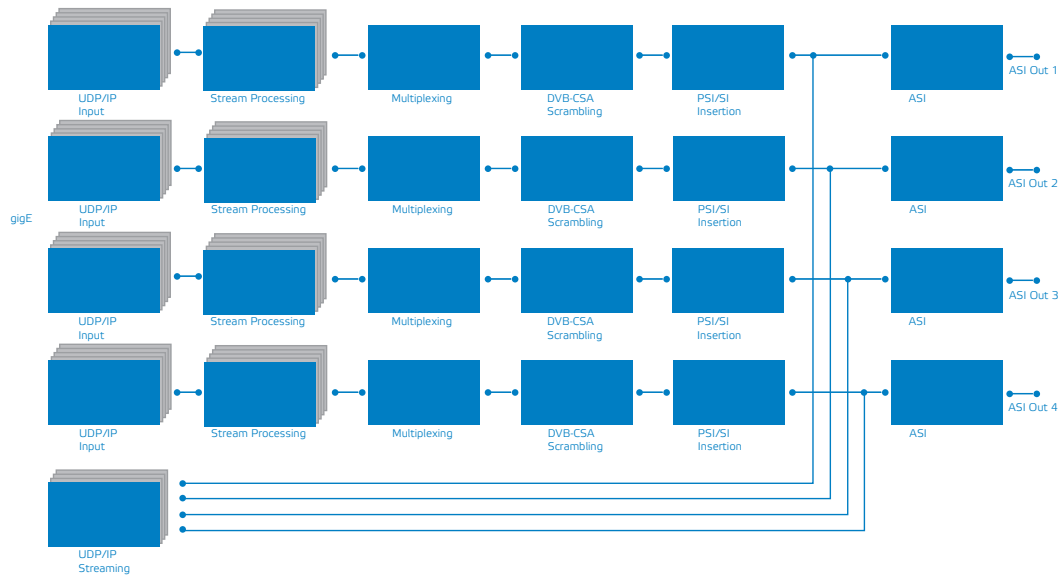 UDP/IP
Input
Stream Processing
Multiplexing
DVB-CSA
Scrambling
PSI/SI
Insertion
ASI
ASI Out 1
UDP/IP
Input
Stream Processing
Multiplexing
DVB-CSA
Scrambling
PSI/SI
Insertion
ASI
ASI Out 2
gigE
UDP/IP
Input
Stream Processing
Multiplexing
DVB-CSA
Scrambling
PSI/SI
Insertion
ASI
ASI Out 3
UDP/IP
Input
Stream Processing
Multiplexing
DVB-CSA
Scrambling
PSI/SI
Insertion
ASI
ASI Out 4
UDP/IP
Streaming